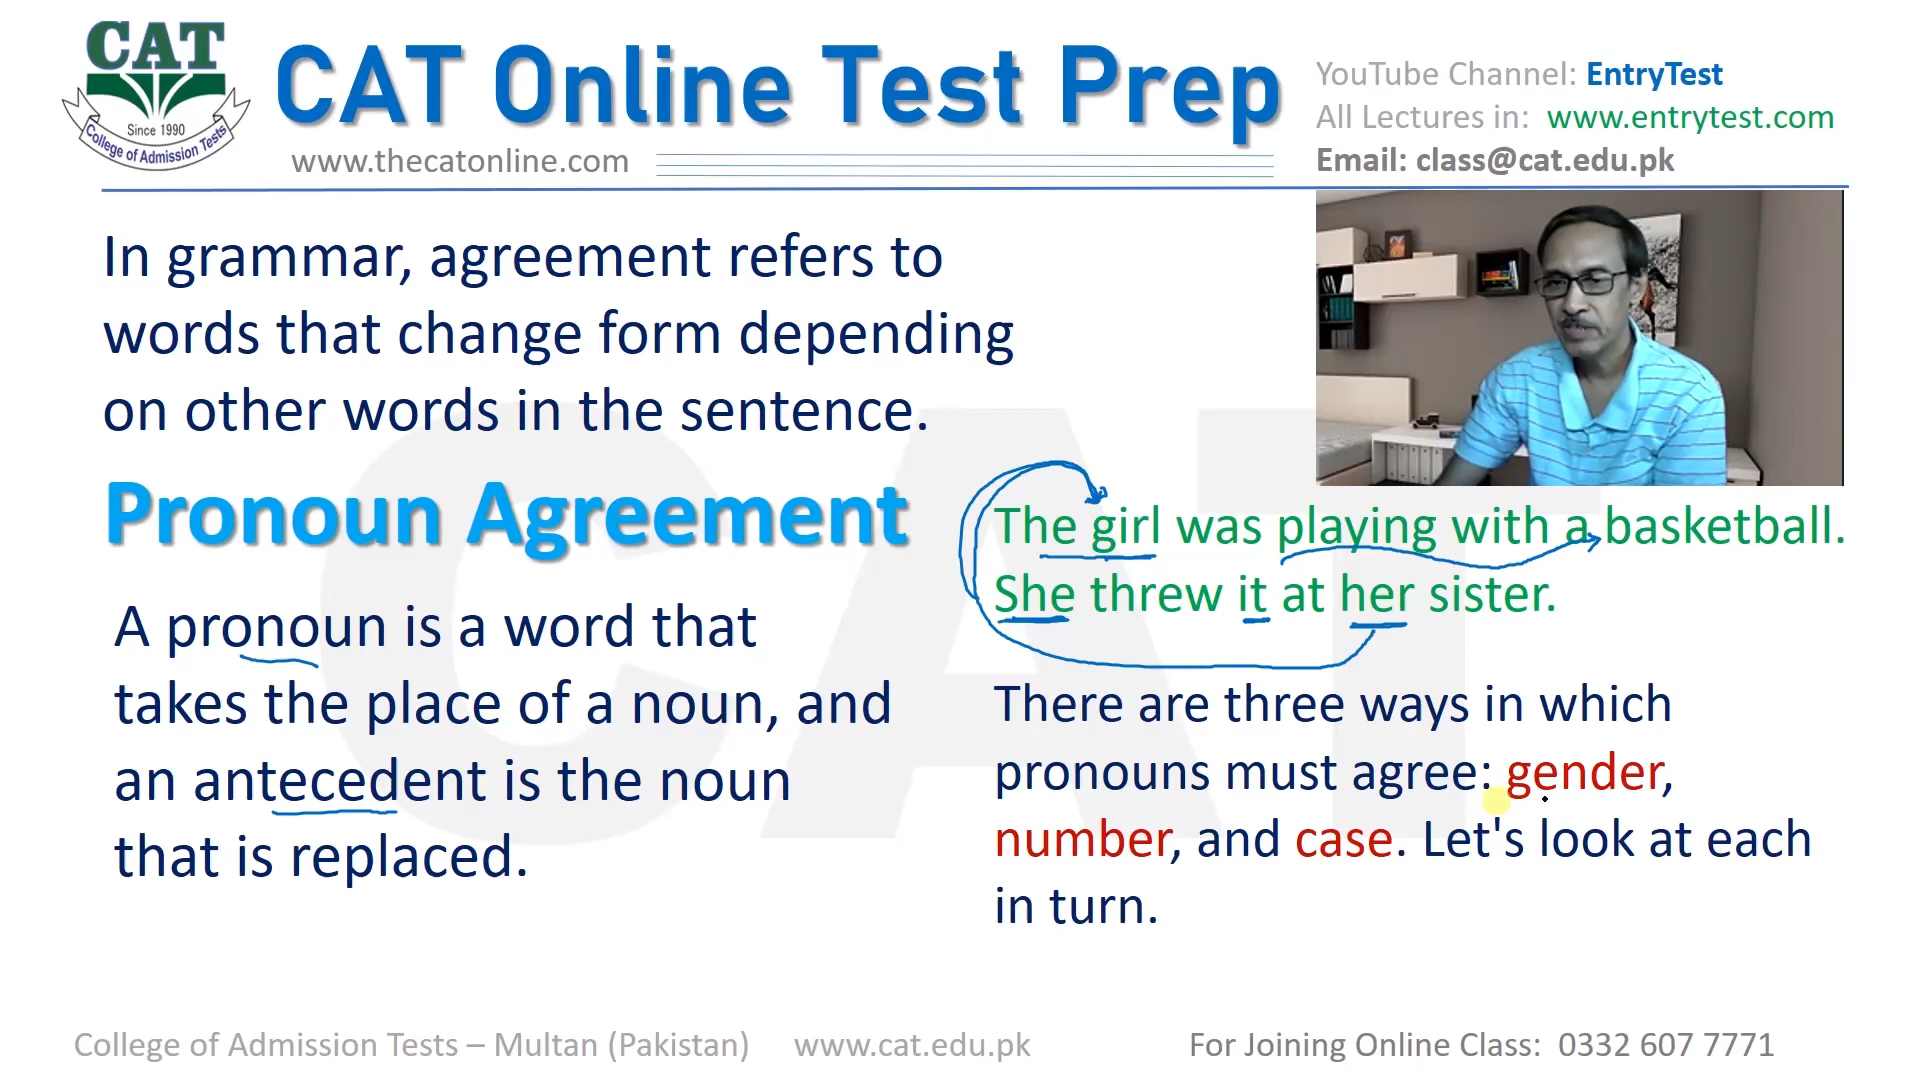 CAT
Since 1990
College of Admission Tests
CAT Online Test Prep
www.thecatonline.com
YouTube Channel: EntryTest
All Lectures in: www.entrytest.com
Email: class@cat.edu.pk
In grammar, agreement refers to
words that change form depending
on other words in the sentence.
Pronoun Agreement
A pronoun is a word that
takes the place of a noun, and
an antecedent is the noun
that is replaced.
The girl was playing with a basketball.
She threw it at her sister.
There are three ways in which
pronouns must agree: gender,
number, and case. Let's look at each
in turn.
CAT
College of Admission Tests – Multan (Pakistan) www.cat.edu.pk
For Joining Online Class: 0332 607 7771